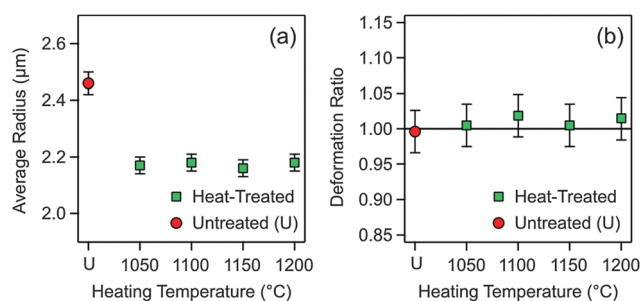 (a)
Average Radius (μm)
2.6
2.4
2.2
2.0
Heat-Treated
Untreated (U)
U 1050 1100 1150 1200
Heating Temperature (°C)
(b)
Deformation Ratio
1.15
1.10
1.05
1.00
0.95
0.90
0.85
Heat-Treated
Untreated (U)
U 1050 1100 1150 1200
Heating Temperature (°C)